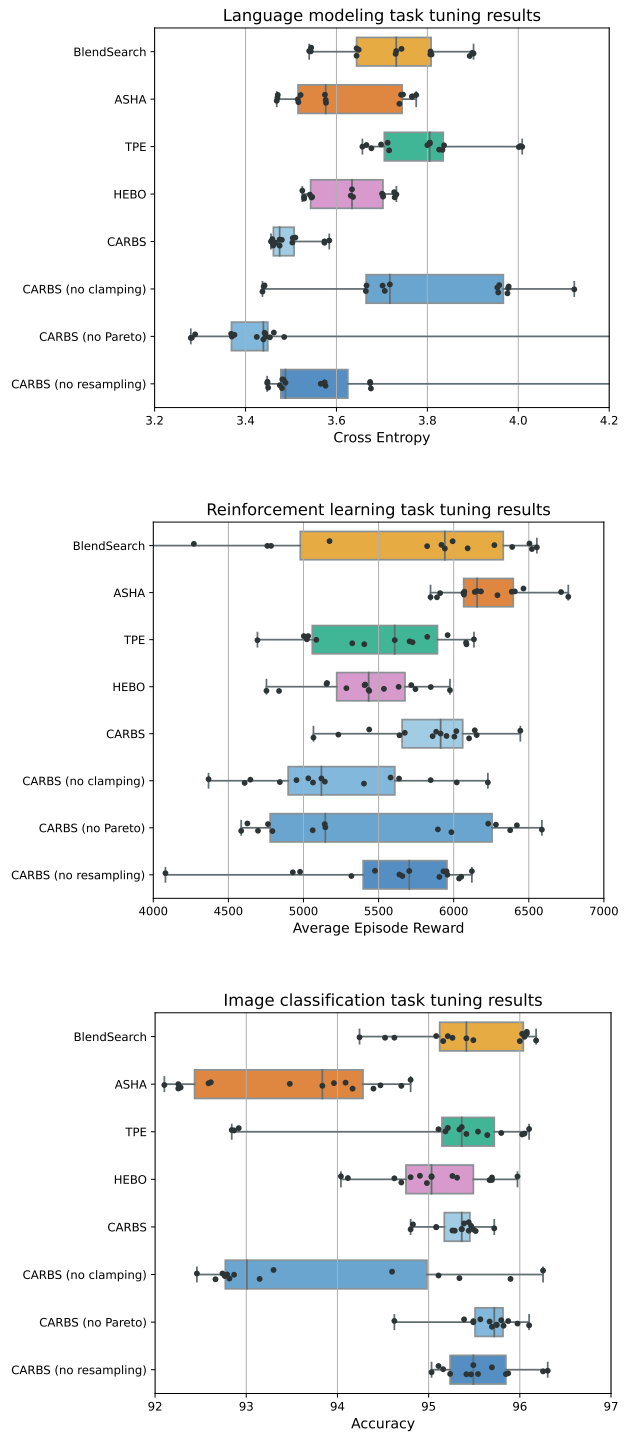 Language modeling task tuning results
BlendSearch
ASHA
TPE
HEBO
CARBS
CARBS (no clamping)
CARBS (no Pareto)
CARBS (no resampling)
3.2 3.4 3.6 3.8 4.0 4.2
Cross Entropy
Reinforcement learning task tuning results
BlendSearch
ASHA
TPE
HEBO
CARBS
CARBS (no clamping)
CARBS (no Pareto)
CARBS (no resampling)
4000 4500 5000 5500 6000 6500 7000
Average Episode Reward
Image classification task tuning results
BlendSearch
ASHA
TPE
HEBO
CARBS
CARBS (no clamping)
CARBS (no Pareto)
CARBS (no resampling)
92 93 94 95 96 97
Accuracy